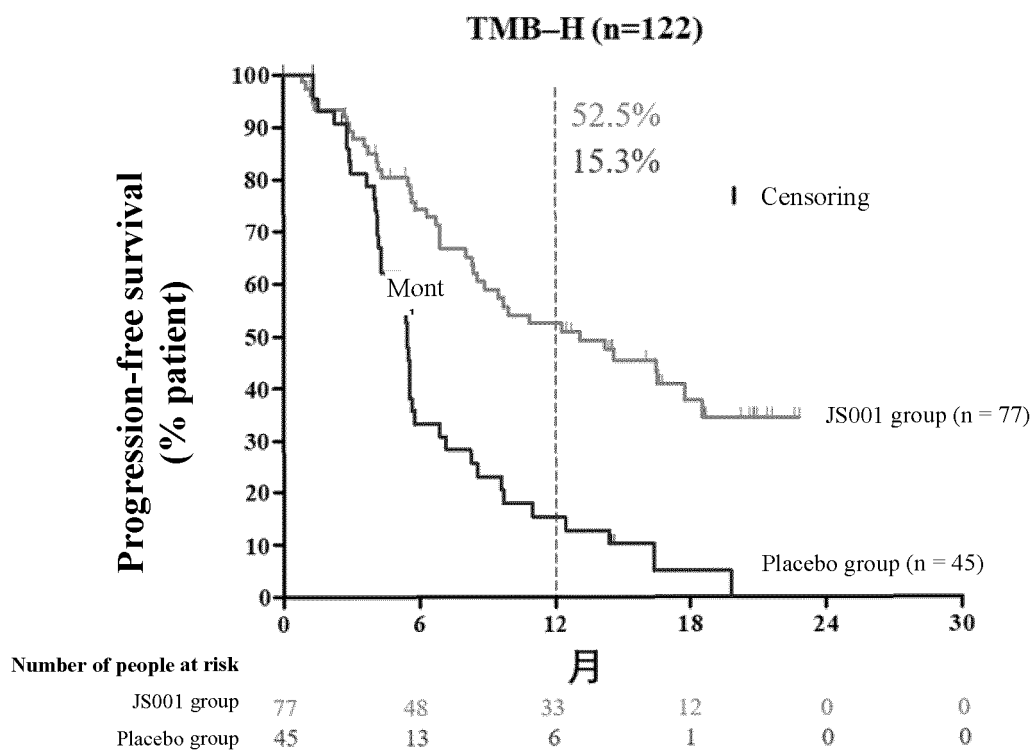 TMB–H (n=122)
Progression-free survival
(% patient)
100
90
80
70
60
50
40
30
20
10
0
52.5%
15.3%
Censoring
Mont
JS001 group (n = 77)
Placebo group (n = 45)
0 6 12 18 24 30
月
Number of people at risk
JS001 group 77 48 33 12 0 0
Placebo group 45 13 6 1 0 0